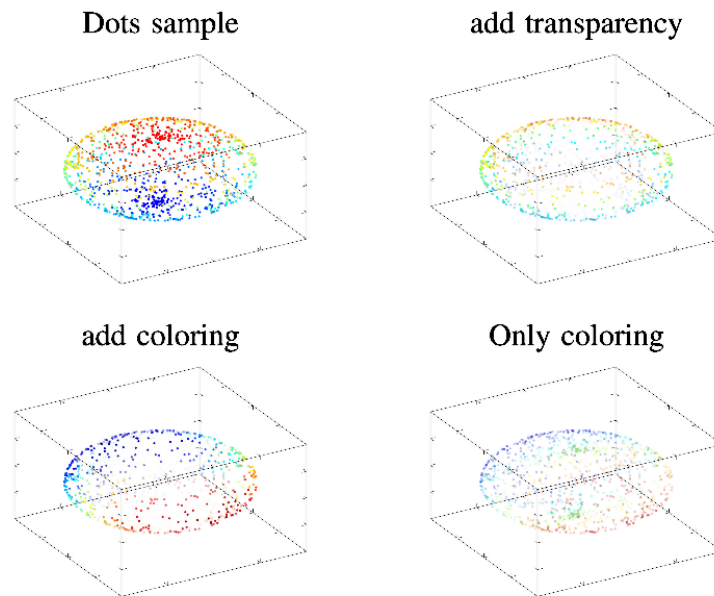 Dots sample
add transparency
add coloring
Only coloring